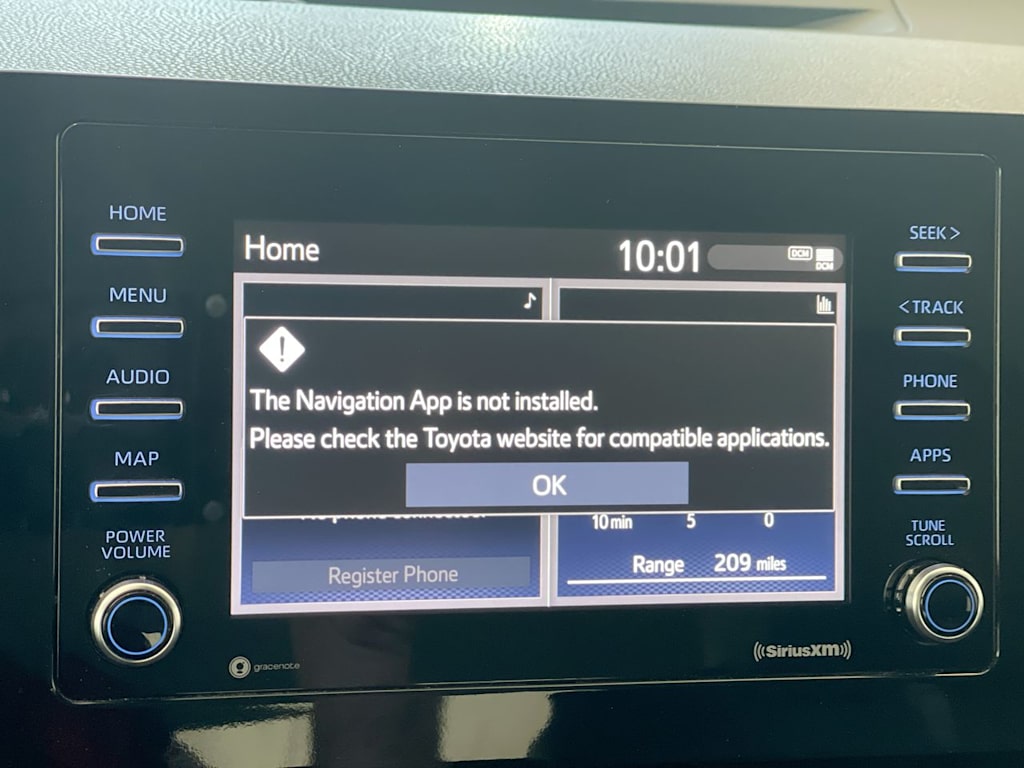 HOME
MENU
AUDIO
MAP
POWER
VOLUME
Home
10:01
DCM
DCM
The Navigation App is not installed.
Please check the Toyota website for compatible applications.
OK
10 min 5 0
Register Phone
Range 209 miles
gracenote
SiriusXM
SEEK >
< TRACK
PHONE
APPS
TUNE
SCROLL